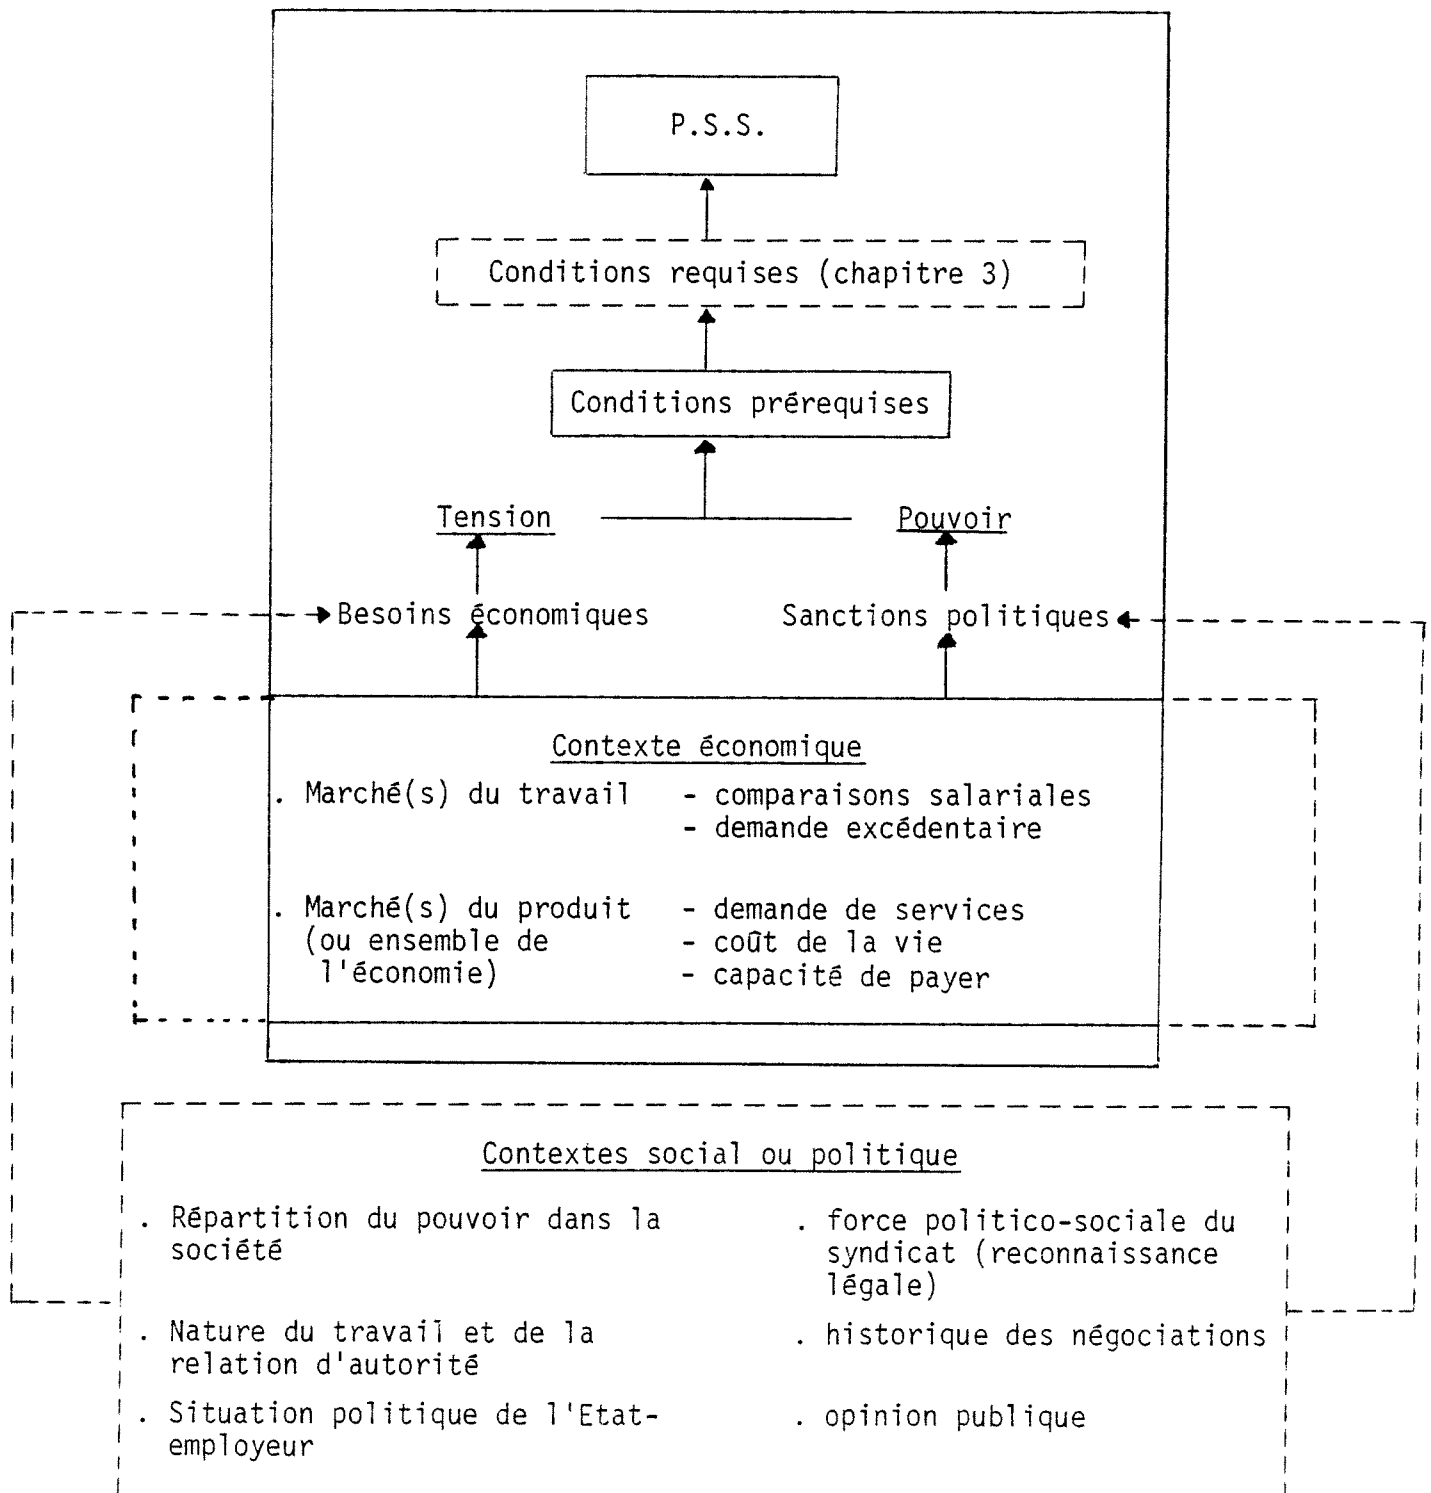 P.S.S.
Conditions requises (chapitre 3)
Conditions prérequises
Tension
Pouvoir
Besoins économiques
Sanctions politiques
Contexte économique
. Marché(s) du travail - comparaisons salariales
- demande excédentaire
. Marché(s) du produit - demande de services
(ou ensemble de - coût de la vie
l'économie) - capacité de payer
Contextes social ou politique
. Répartition du pouvoir dans la
société
. force politico-sociale du
syndicat (reconnaissance
légale)
. Nature du travail et de la
relation d'autorité
. historique des négociations
. Situation politique de l'Etat-
employeur
. opinion publique